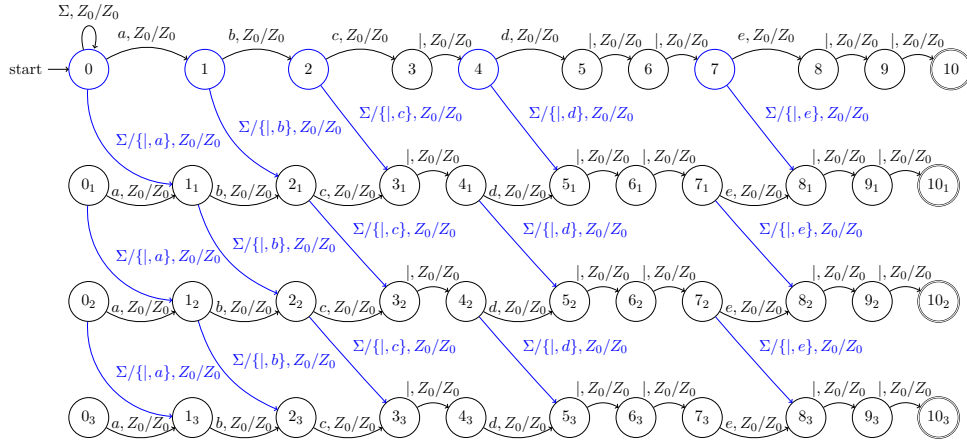 Σ, Z₀/Z₀
a, Z₀/Z₀ b, Z₀/Z₀ c, Z₀/Z₀ |, Z₀/Z₀ d, Z₀/Z₀ |, Z₀/Z₀ |, Z₀/Z₀ e, Z₀/Z₀ |, Z₀/Z₀ |, Z₀/Z₀
start 0 1 2 3 4 5 6 7 8 9 10
Σ/{|, a}, Z₀/Z₀ Σ/{|, b}, Z₀/Z₀ Σ/{|, c}, Z₀/Z₀ Σ/{|, d}, Z₀/Z₀ Σ/{|, e}, Z₀/Z₀
|, Z₀/Z₀ |, Z₀/Z₀ |, Z₀/Z₀ |, Z₀/Z₀ |, Z₀/Z₀
0₁ 1₁ 2₁ 3₁ 4₁ 5₁ 6₁ 7₁ 8₁ 9₁ 10₁
a, Z₀/Z₀ b, Z₀/Z₀ c, Z₀/Z₀ d, Z₀/Z₀ e, Z₀/Z₀
Σ/{|, a}, Z₀/Z₀ Σ/{|, b}, Z₀/Z₀ Σ/{|, c}, Z₀/Z₀ Σ/{|, d}, Z₀/Z₀ Σ/{|, e}, Z₀/Z₀
|, Z₀/Z₀ |, Z₀/Z₀ |, Z₀/Z₀ |, Z₀/Z₀ |, Z₀/Z₀
0₂ 1₂ 2₂ 3₂ 4₂ 5₂ 6₂ 7₂ 8₂ 9₂ 10₂
a, Z₀/Z₀ b, Z₀/Z₀ c, Z₀/Z₀ d, Z₀/Z₀ e, Z₀/Z₀
Σ/{|, a}, Z₀/Z₀ Σ/{|, b}, Z₀/Z₀ Σ/{|, c}, Z₀/Z₀ Σ/{|, d}, Z₀/Z₀ Σ/{|, e}, Z₀/Z₀
|, Z₀/Z₀ |, Z₀/Z₀ |, Z₀/Z₀ |, Z₀/Z₀ |, Z₀/Z₀
0₃ 1₃ 2₃ 3₃ 4₃ 5₃ 6₃ 7₃ 8₃ 9₃ 10₃
a, Z₀/Z₀ b, Z₀/Z₀ c, Z₀/Z₀ d, Z₀/Z₀ e, Z₀/Z₀